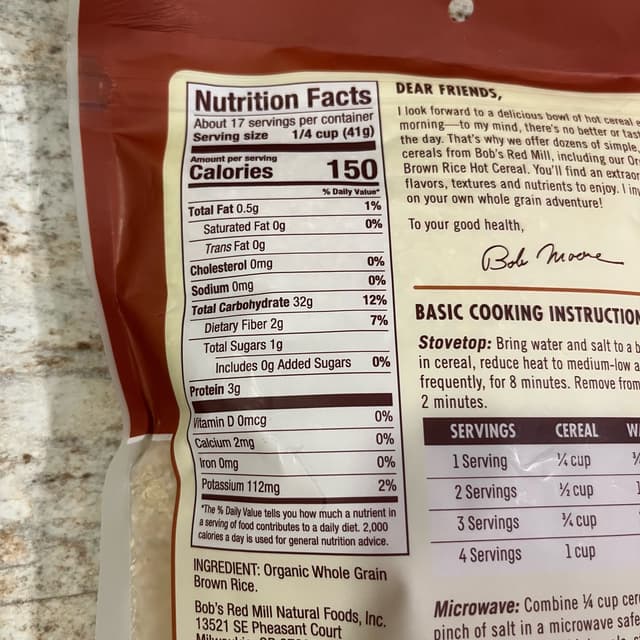 Nutrition Facts
About 17 servings per container
Serving size 1/4 cup (41g)
Amount per serving
Calories 150
% Daily Value*
Total Fat 0.5g 1%
Saturated Fat 0g 0%
Trans Fat 0g
Cholesterol 0mg 0%
Sodium 0mg 0%
Total Carbohydrate 32g 12%
Dietary Fiber 2g 7%
Total Sugars 1g
Includes 0g Added Sugars 0%
Protein 3g
Vitamin D 0mcg 0%
Calcium 2mg 0%
Iron 0mg 0%
Potassium 112mg 2%
*The % Daily Value tells you how much a nutrient in
a serving of food contributes to a daily diet. 2,000
calories a day is used for general nutrition advice.
INGREDIENT: Organic Whole Grain
Brown Rice.
Bob's Red Mill Natural Foods, Inc.
13521 SE Pheasant Court
DEAR FRIENDS,
I look forward to a delicious bowl of hot cereal
morning—to my mind, there's no better or
the day. That's why we offer dozens of simple,
cereals from Bob's Red Mill, including our
Brown Rice Hot Cereal. You'll find an
flavors, textures and nutrients to enjoy. I
on your own whole grain adventure!
To your good health,
Bob Moore
BASIC COOKING INSTRUCTION
Stovetop: Bring water and salt to a
in cereal, reduce heat to medium-low
frequently, for 8 minutes. Remove from
2 minutes.
SERVINGS CEREAL
1 Serving ¼ cup
2 Servings ½ cup
3 Servings ¾ cup
4 Servings 1 cup
Microwave: Combine ¼ cup
pinch of salt in a microwave